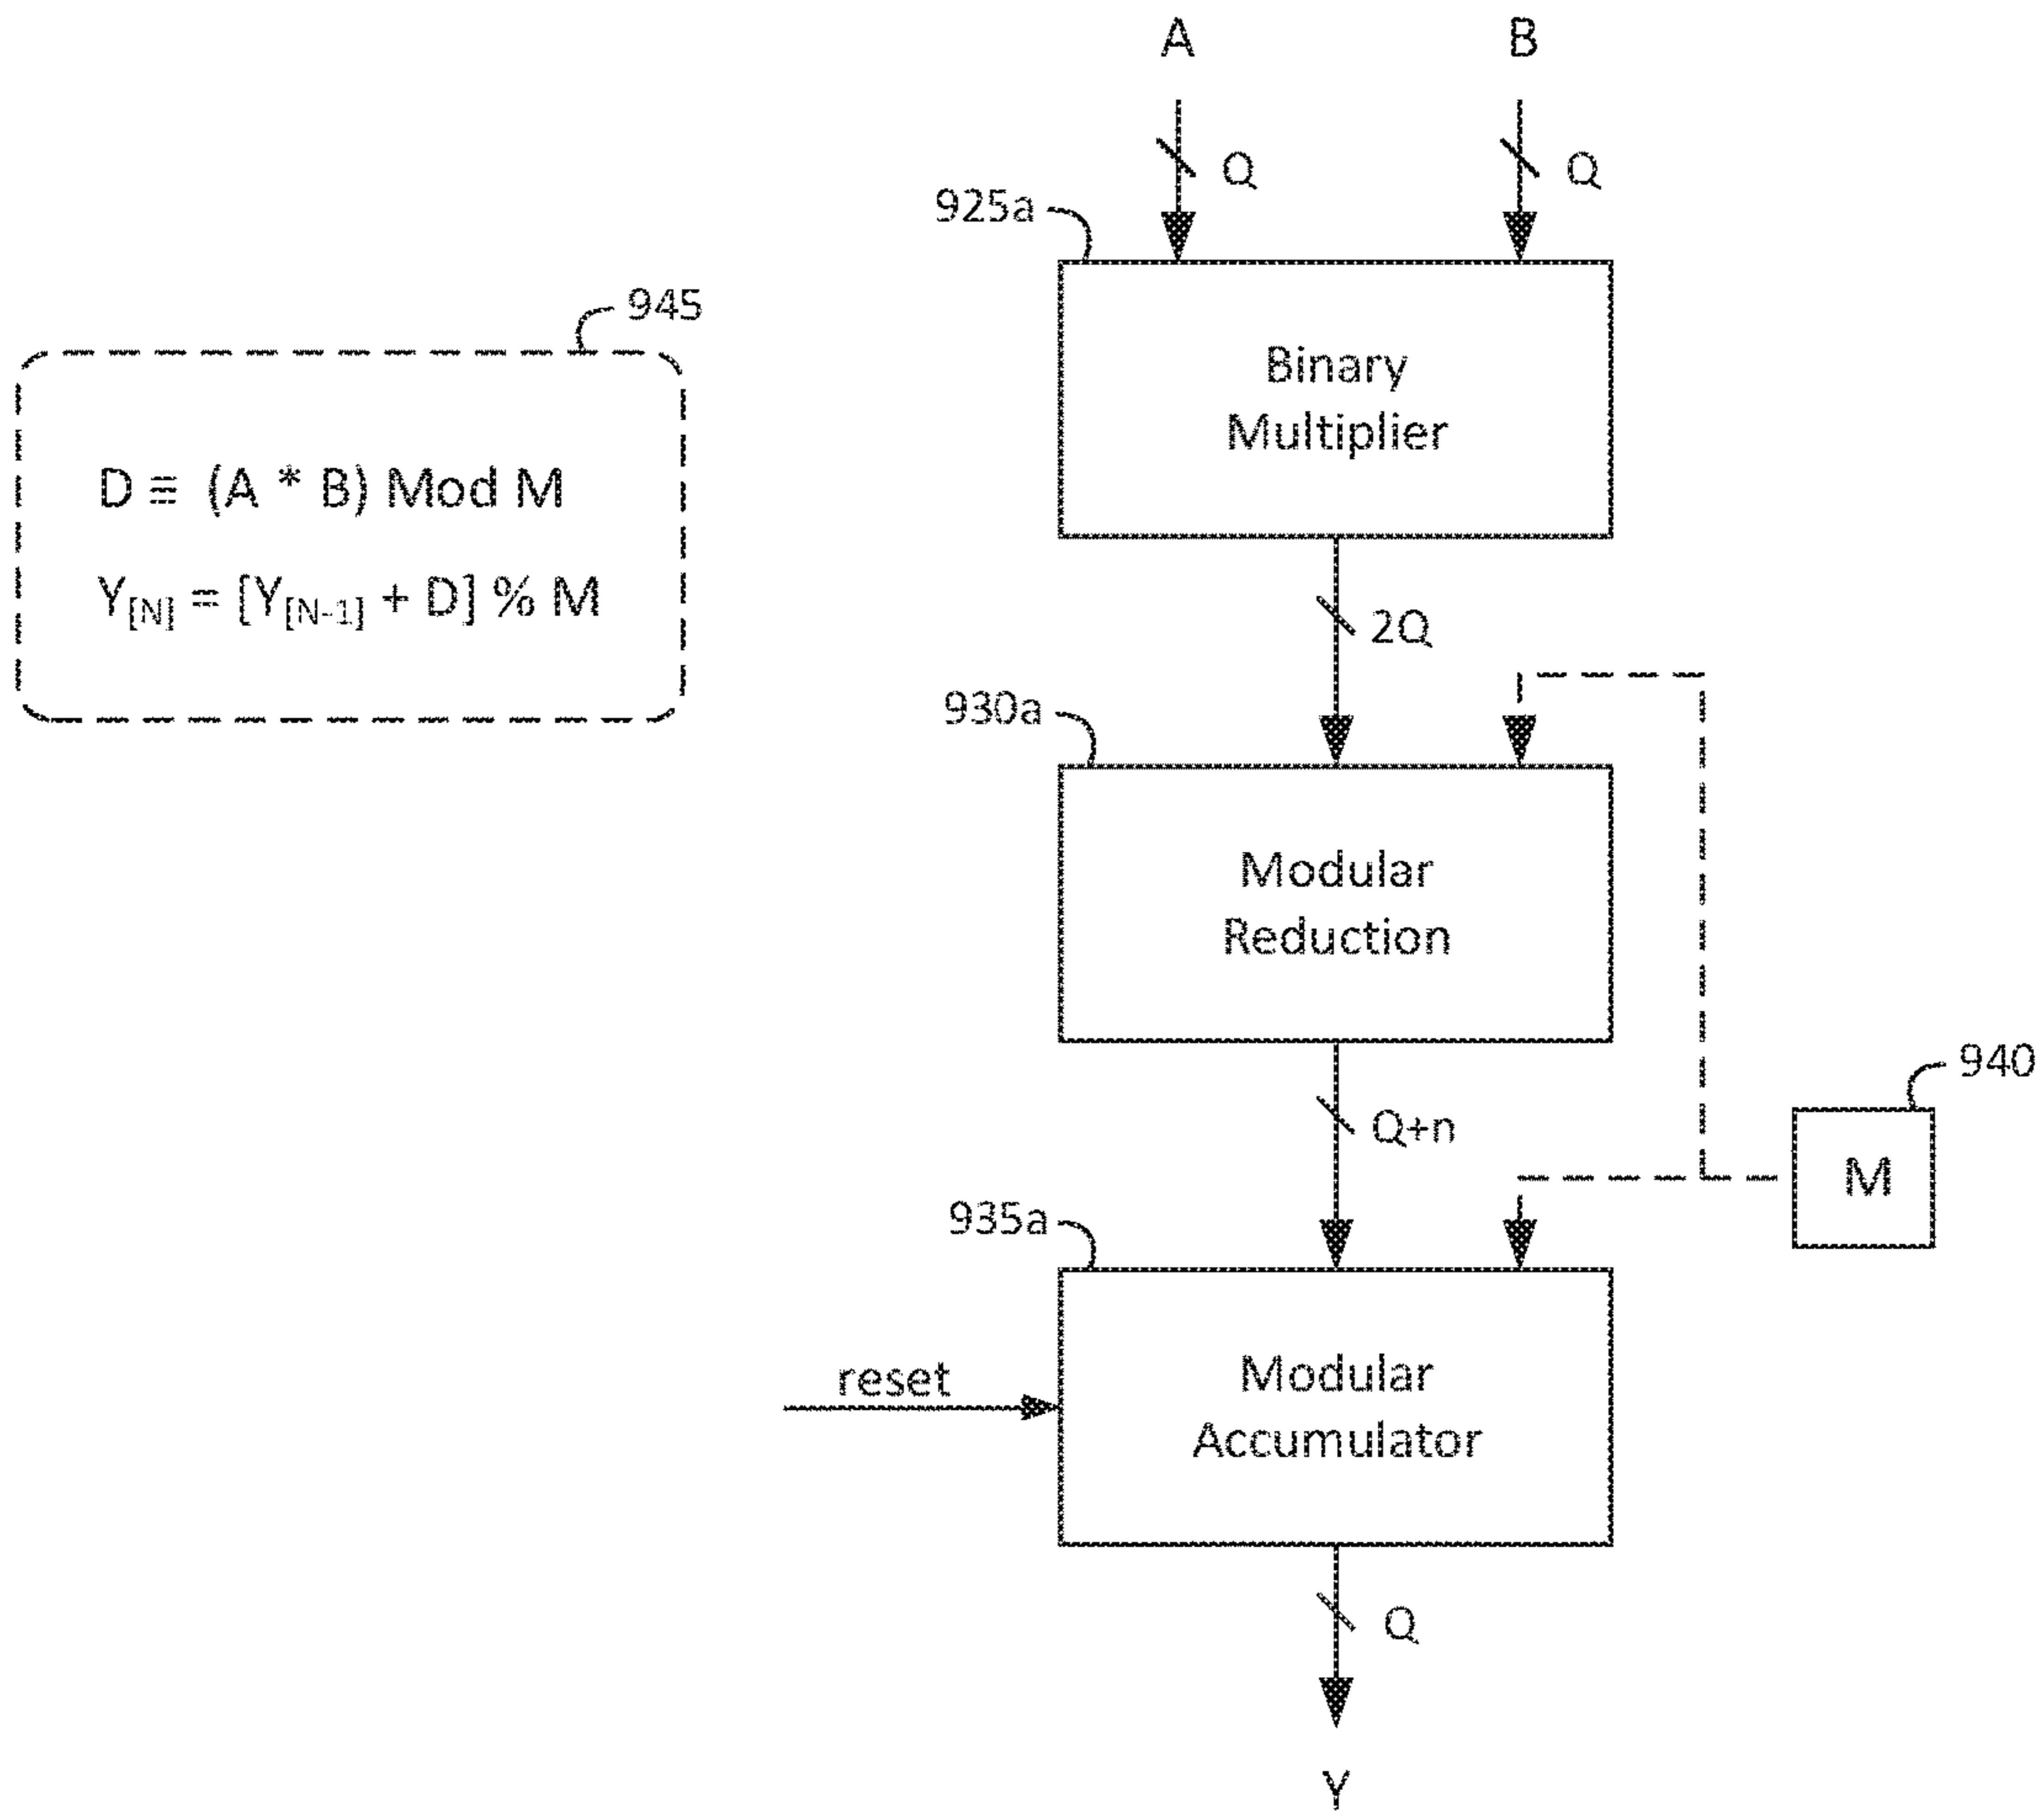 A B
Q Q
925a
945
Binary
Multiplier
D ≡ (A * B) Mod M
Y[N] = [Y[N-1] + D] % M
2Q
930a
Modular
Reduction
940
Q+n
M
935a
reset
Modular
Accumulator
Q
Y